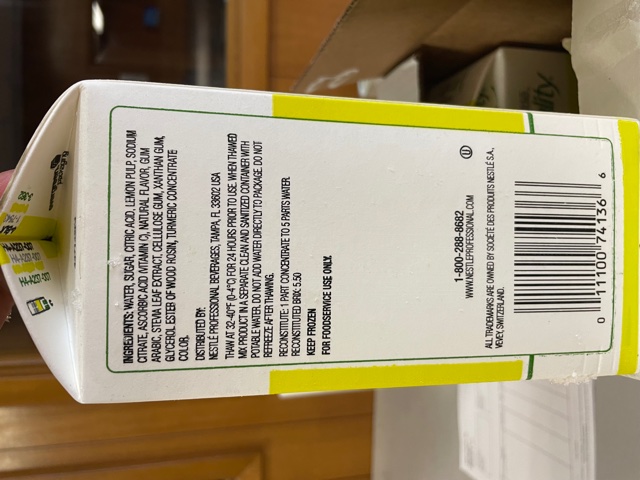 INGREDIENTS: WATER, SUGAR, CITRIC ACID, LEMON PULP, SODIUM
CITRATE, ASCORBIC ACID (VITAMIN C), NATURAL FLAVOR, GUM
ARABIC, STEVIA LEAF EXTRACT, CELLULOSE GUM, XANTHAN GUM,
GLYCEROL ESTER OF WOOD ROSIN, TURMERIC CONCENTRATE
COLOR.
DISTRIBUTED BY:
NESTLE PROFESSIONAL BEVERAGES, TAMPA, FL 33602 USA
THAW AT 32-40°F (0-4°C) FOR 24 HOURS PRIOR TO USE. WHEN THAWED
MIX PRODUCT IN A SEPARATE CLEAN AND SANITIZED CONTAINER WITH
POTABLE WATER. DO NOT ADD WATER DIRECTLY TO PACKAGE. DO NOT
REFREEZE AFTER THAWING.
RECONSTITUTE: 1 PART CONCENTRATE TO 5 PARTS WATER.
RECONSTITUTED BRIX: 5.50
KEEP FROZEN
FOR FOODSERVICE USE ONLY.
1-800-288-8682
WWW.NESTLEPROFESSIONAL.COM
U
ALL TRADEMARKS ARE OWNED BY SOCIÉTÉ DES PRODUITS NESTLÉ S.A.,
VEVEY, SWITZERLAND.
0 11100 74136 6